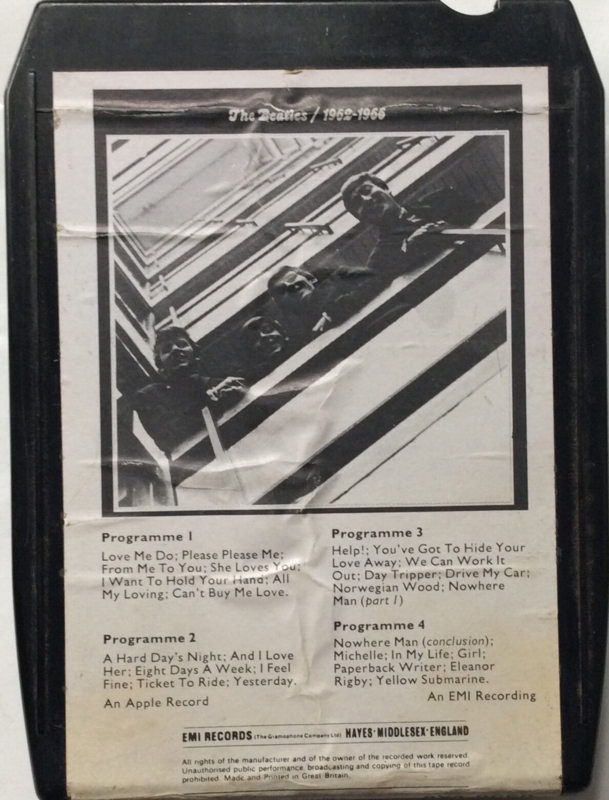 The Beatles / 1962-1966
Programme 1
Love Me Do; Please Please Me;
From Me To You; She Loves You;
I Want To Hold Your Hand; All
My Loving; Can't Buy Me Love.
Programme 2
A Hard Day's Night; And I Love
Her; Eight Days A Week; I Feel
Fine; Ticket To Ride; Yesterday.
An Apple Record
Programme 3
Help!; You've Got To Hide Your
Love Away; We Can Work It
Out; Day Tripper; Drive My Car;
Norwegian Wood; Nowhere
Man (part 1)
Programme 4
Nowhere Man (conclusion);
Michelle; In My Life; Girl;
Paperback Writer; Eleanor
Rigby; Yellow Submarine.
An EMI Recording
EMI RECORDS (The Gramophone Company Ltd) HAYES·MIDDLESEX·ENGLAND
All rights of the manufacturer and of the owner of the recorded work reserved.
Unauthorised public performance, broadcasting and copying of this tape record
prohibited. Made and Printed in Great Britain.